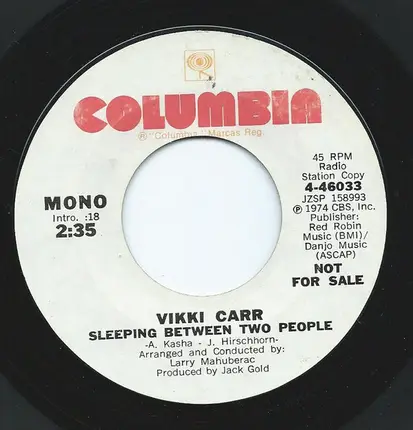 COLUMBIA
℗ "Columbia," Marcas Reg.
45 RPM
Radio
Station Copy
4-46033
JZSP 158993
℗ 1974 CBS, Inc.
Publisher:
Red Robin
Music (BMI)/
Danjo Music
(ASCAP)
NOT
FOR SALE
MONO
Intro. :18
2:35
VIKKI CARR
SLEEPING BETWEEN TWO PEOPLE
-A. Kasha - J. Hirschhorn-
Arranged and Conducted by:
Larry Mahuberac
Produced by Jack Gold